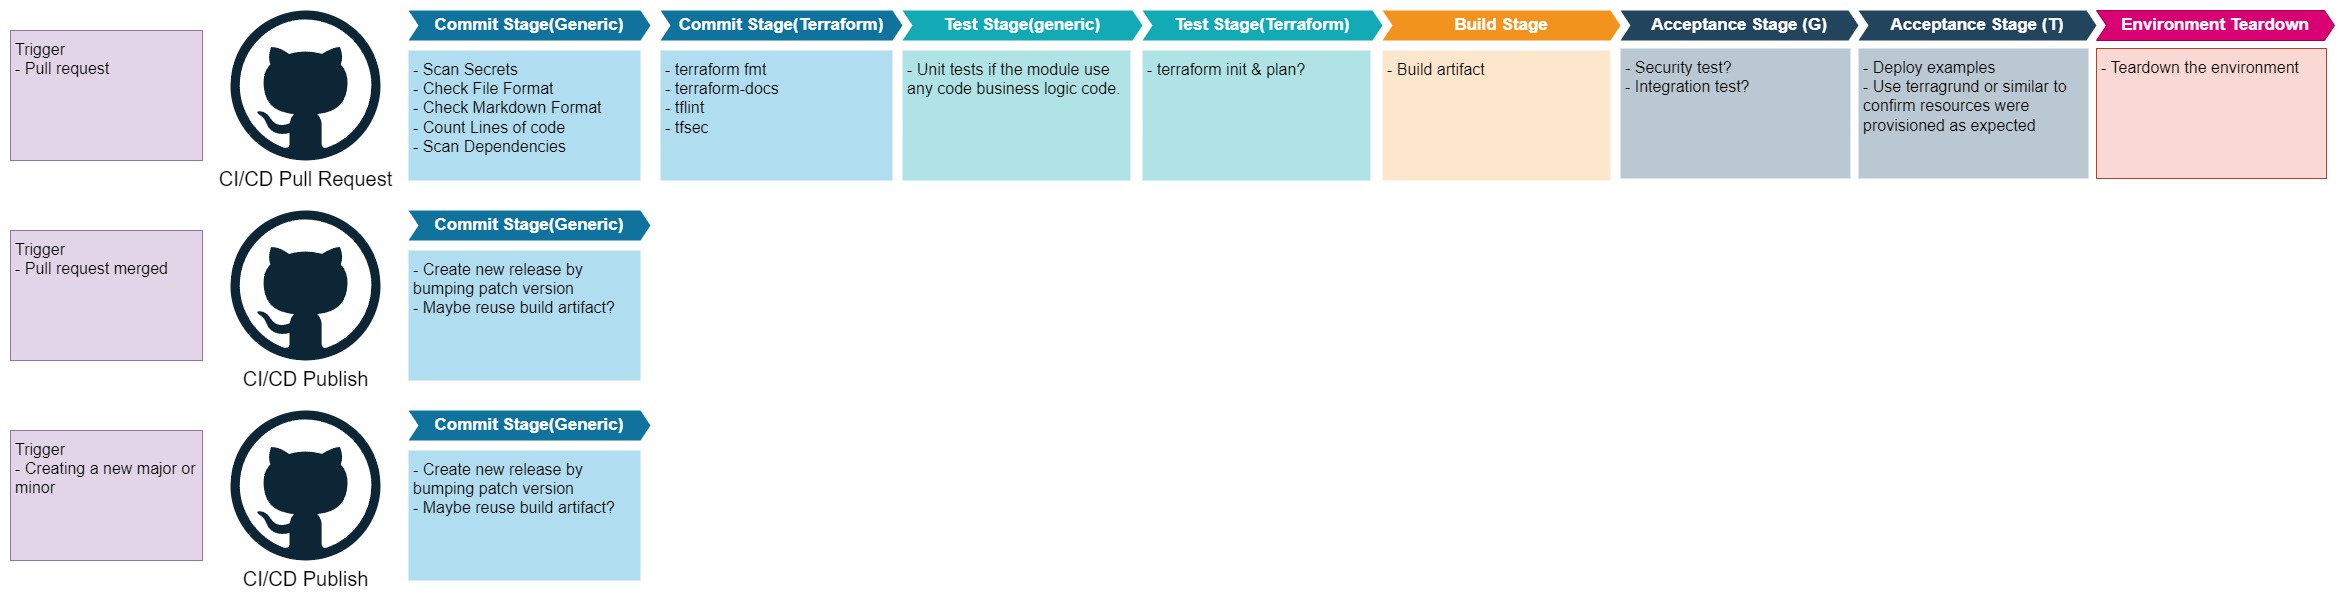 Trigger
- Pull request
CI/CD Pull Request
Commit Stage(Generic)
- Scan Secrets
- Check File Format
- Check Markdown Format
- Count Lines of code
- Scan Dependencies
Commit Stage(Terraform)
- terraform fmt
- terraform-docs
- tflint
- tfsec
Test Stage(generic)
- Unit tests if the module use
any code business logic code.
Test Stage(Terraform)
- terraform init & plan?
Build Stage
- Build artifact
Acceptance Stage (G)
- Security test?
- Integration test?
Acceptance Stage (T)
- Deploy examples
- Use terragrund or similar to
confirm resources were
provisioned as expected
Environment Teardown
- Teardown the environment
Trigger
- Pull request merged
CI/CD Publish
Commit Stage(Generic)
- Create new release by
bumping patch version
- Maybe reuse build artifact?
Trigger
- Creating a new major or
minor
CI/CD Publish
Commit Stage(Generic)
- Create new release by
bumping patch version
- Maybe reuse build artifact?